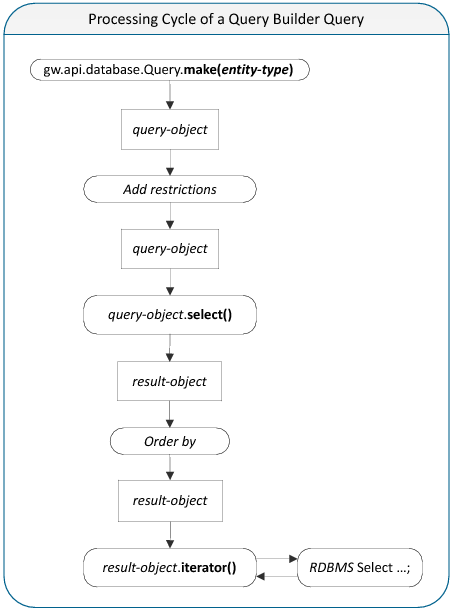 Processing Cycle of a Query Builder Query
gw.api.database.Query.make(entity-type)
query-object
Add restrictions
query-object
query-object.select()
result-object
Order by
result-object
result-object.iterator()
RDBMS Select ...;